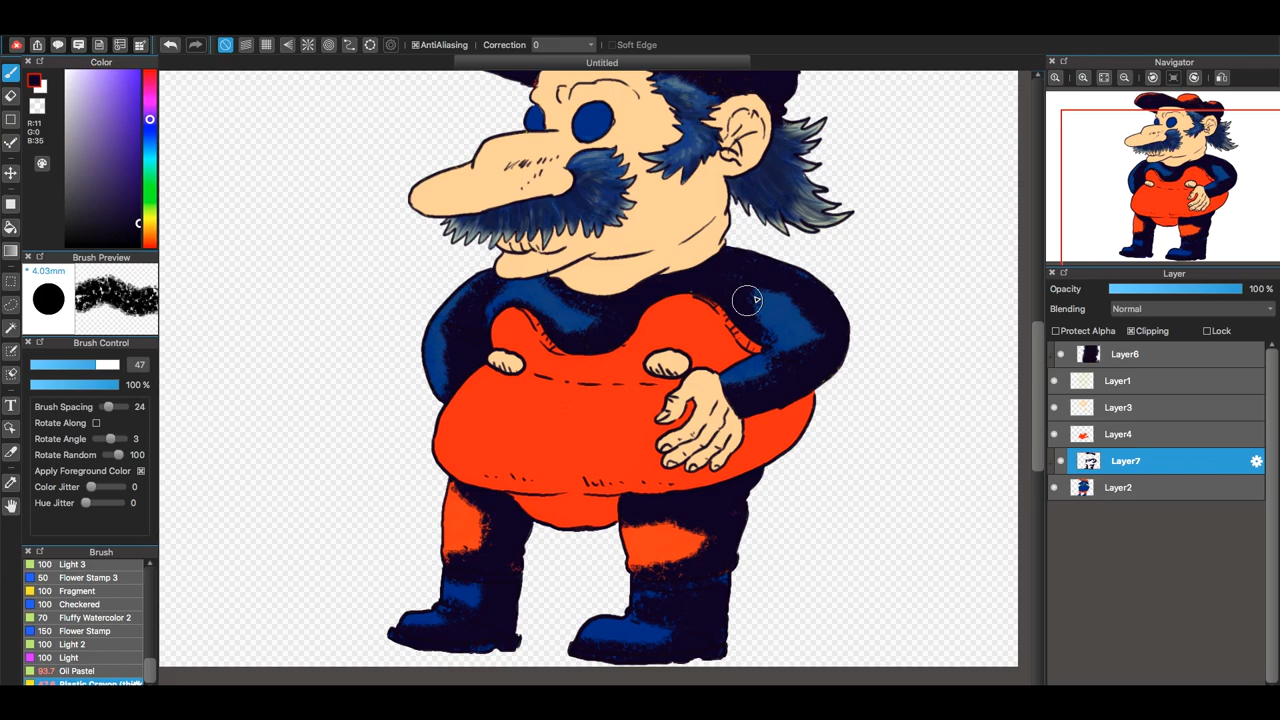 AntiAliasing Correction 0 Soft Edge
Color
Untitled
Navigator
R:11
G:0
B:35
Brush Preview
* 4.03mm
Brush Control
47
100 %
Brush Spacing 24
Rotate Along
Rotate Angle 3
Rotate Random 100
Apply Foreground Color
Color Jitter 0
Hue Jitter 0
Brush
100 Light 3
50 Flower Stamp 3
100 Fragment
100 Checkered
70 Fluffy Watercolor 2
150 Flower Stamp
100 Light 2
100 Light
93.7 Oil Pastel
Plastic Crayon
Layer
Opacity 100 %
Blending Normal
Protect Alpha Clipping Lock
Layer6
Layer1
Layer3
Layer4
Layer7
Layer2